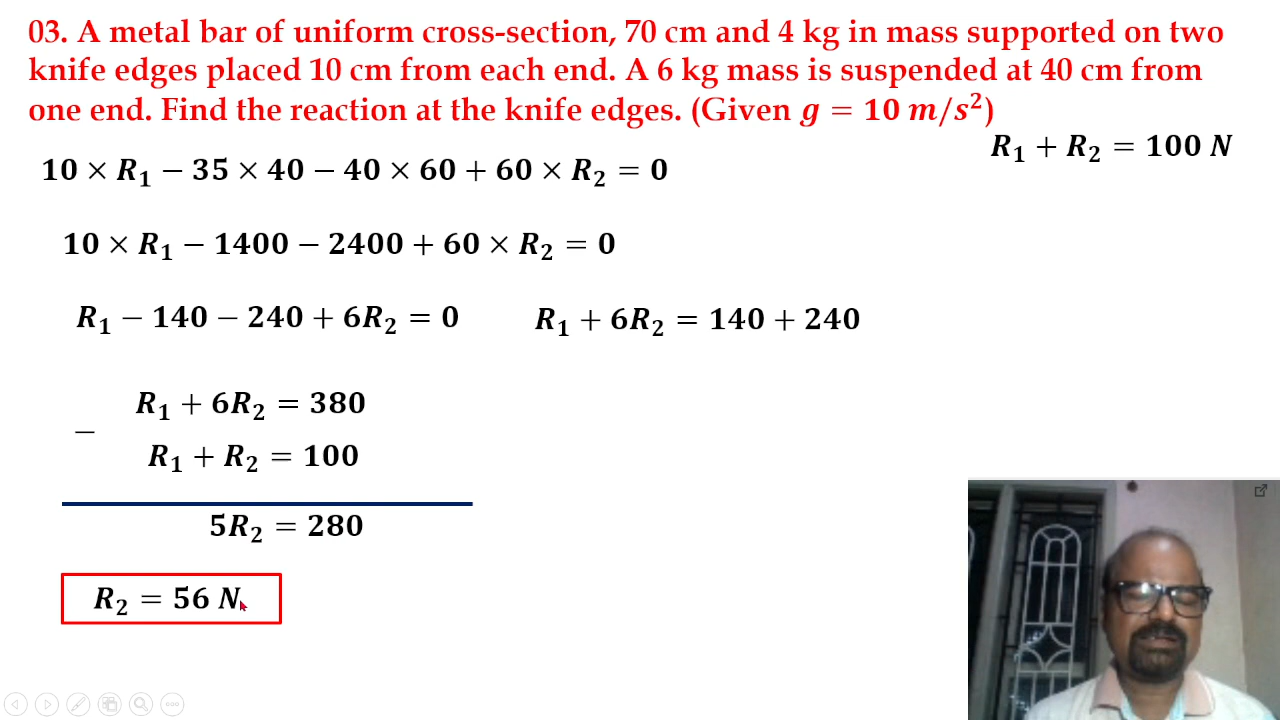 03. A metal bar of uniform cross-section, 70 cm and 4 kg in mass supported on two
knife edges placed 10 cm from each end. A 6 kg mass is suspended at 40 cm from
one end. Find the reaction at the knife edges. (Given g = 10 m/s²)
R₁ + R₂ = 100 N
10 × R₁ − 35 × 40 − 40 × 60 + 60 × R₂ = 0
10 × R₁ − 1400 − 2400 + 60 × R₂ = 0
R₁ − 140 − 240 + 6R₂ = 0
R₁ + 6R₂ = 140 + 240
R₁ + 6R₂ = 380
−
R₁ + R₂ = 100
5R₂ = 280
R₂ = 56 N